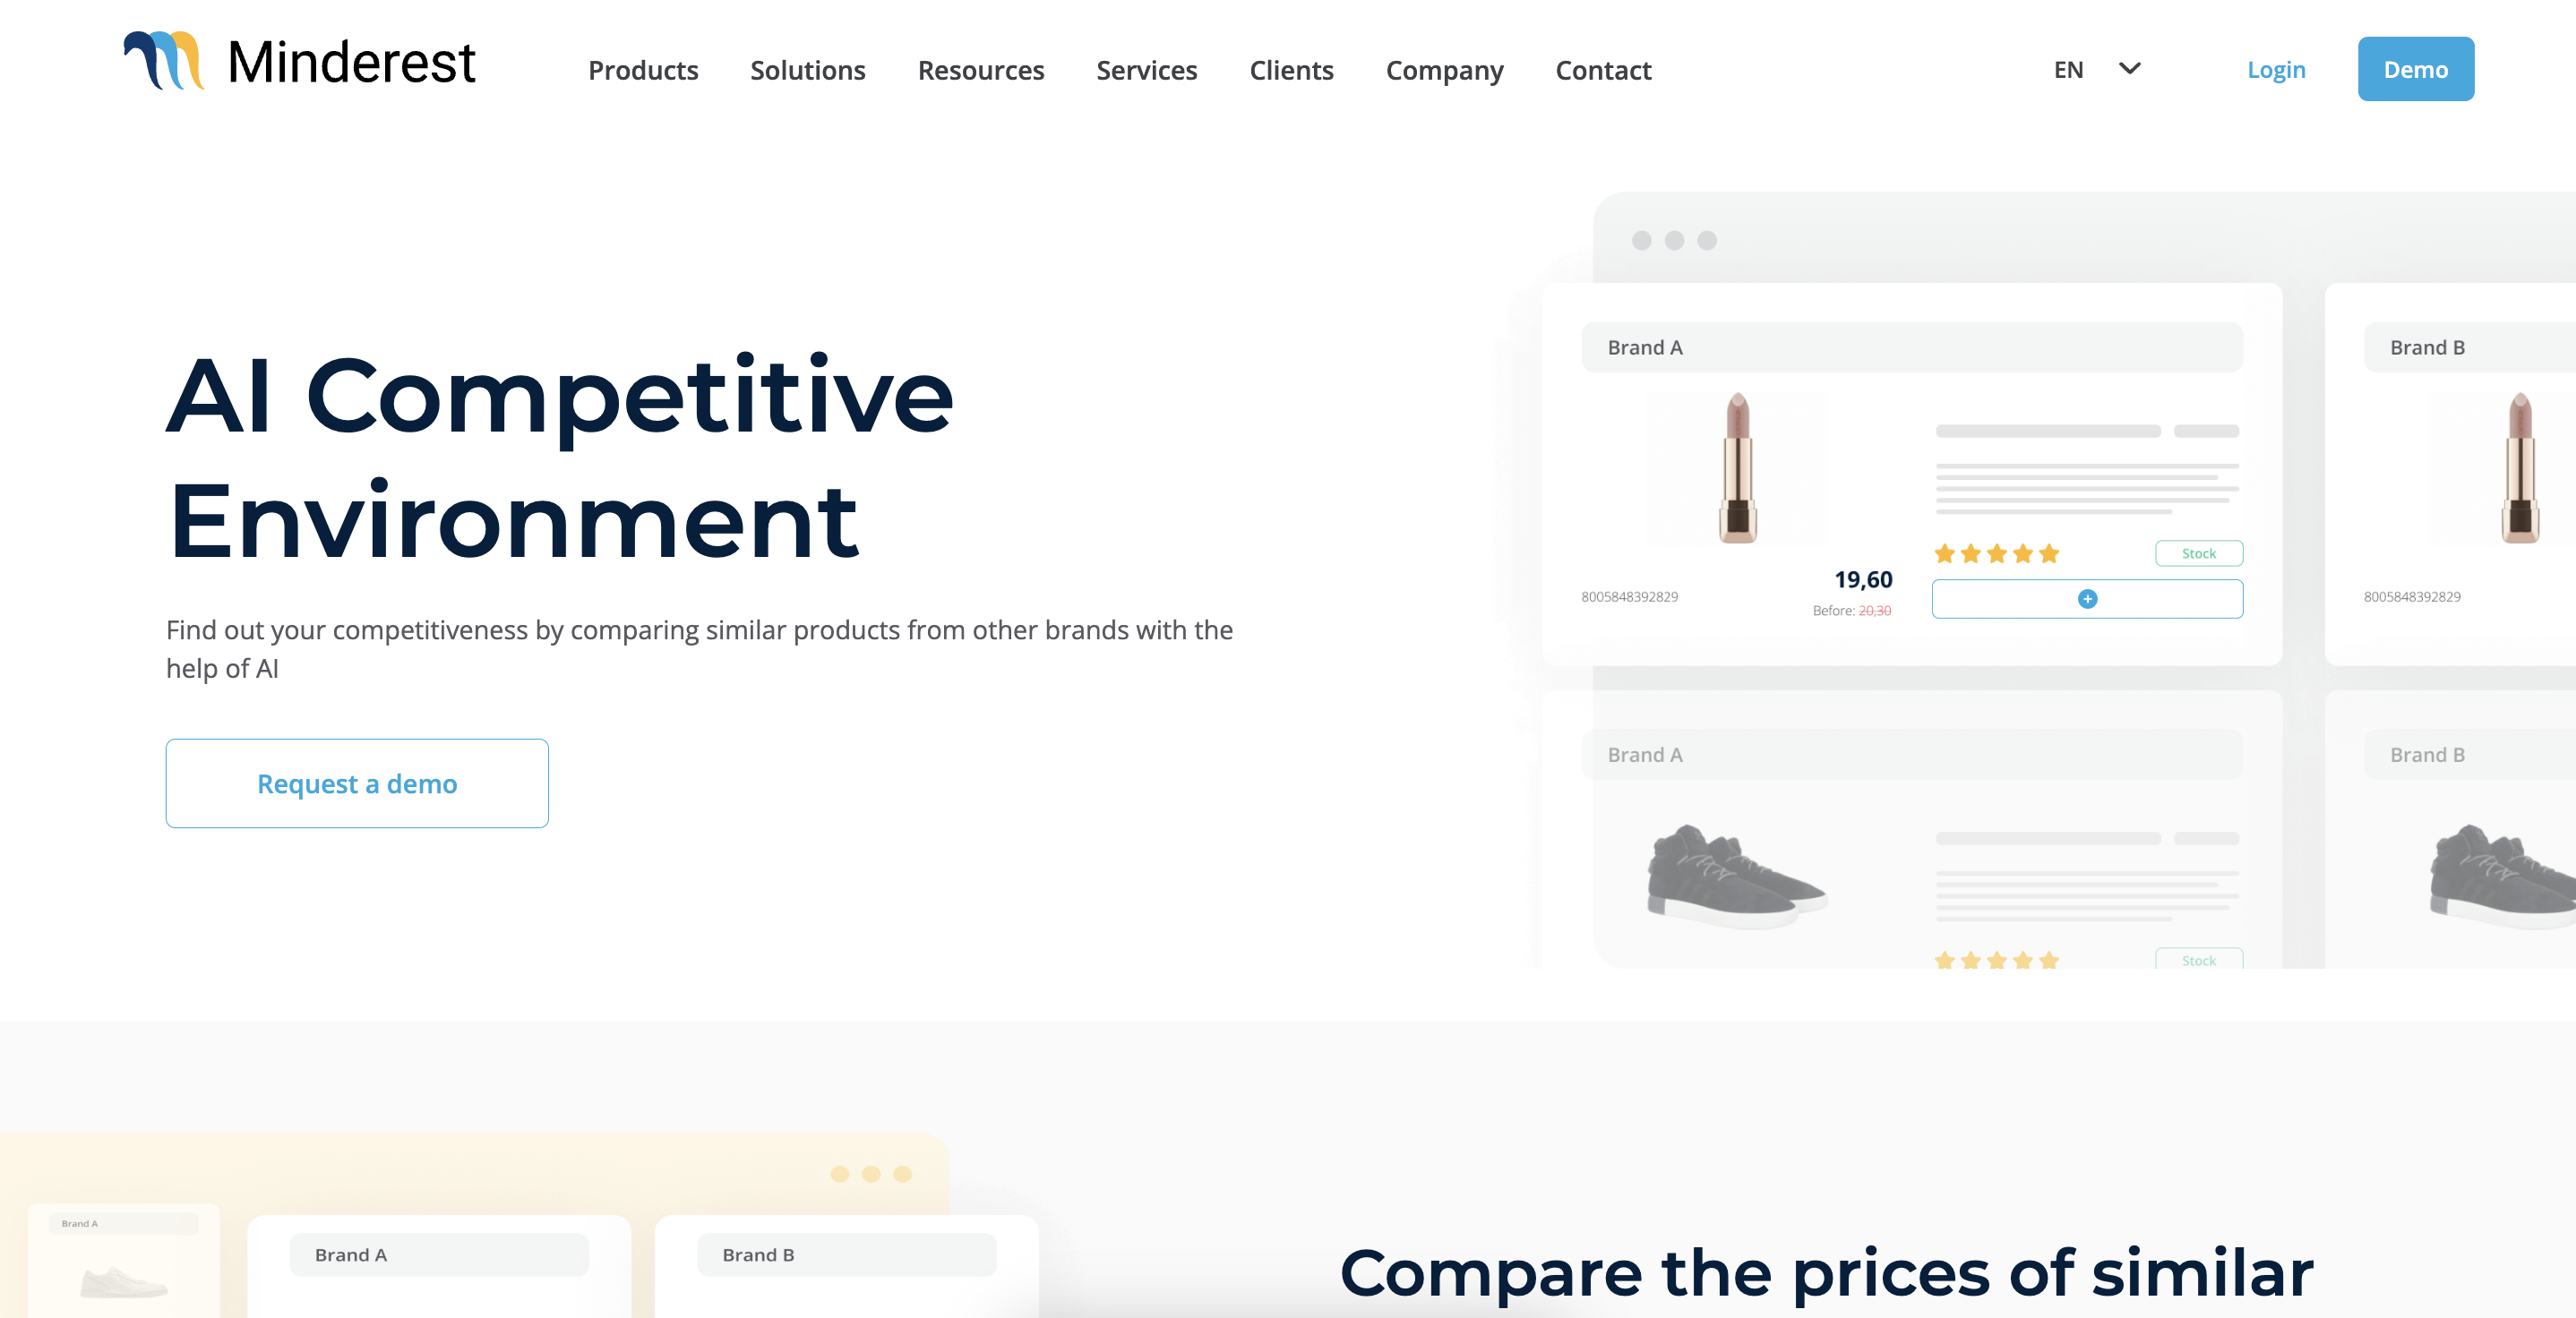 Minderest
Products Solutions Resources Services Clients Company Contact
EN
Login
Demo
AI Competitive
Environment
Find out your competitiveness by comparing similar products from other brands with the
help of AI
Request a demo
Brand A
Stock
19,60
8005848392829
Before: 20,30
Brand B
8005848392829
Brand A
Stock
Brand B
Brand A
Brand A
Brand B
Compare the prices of similar